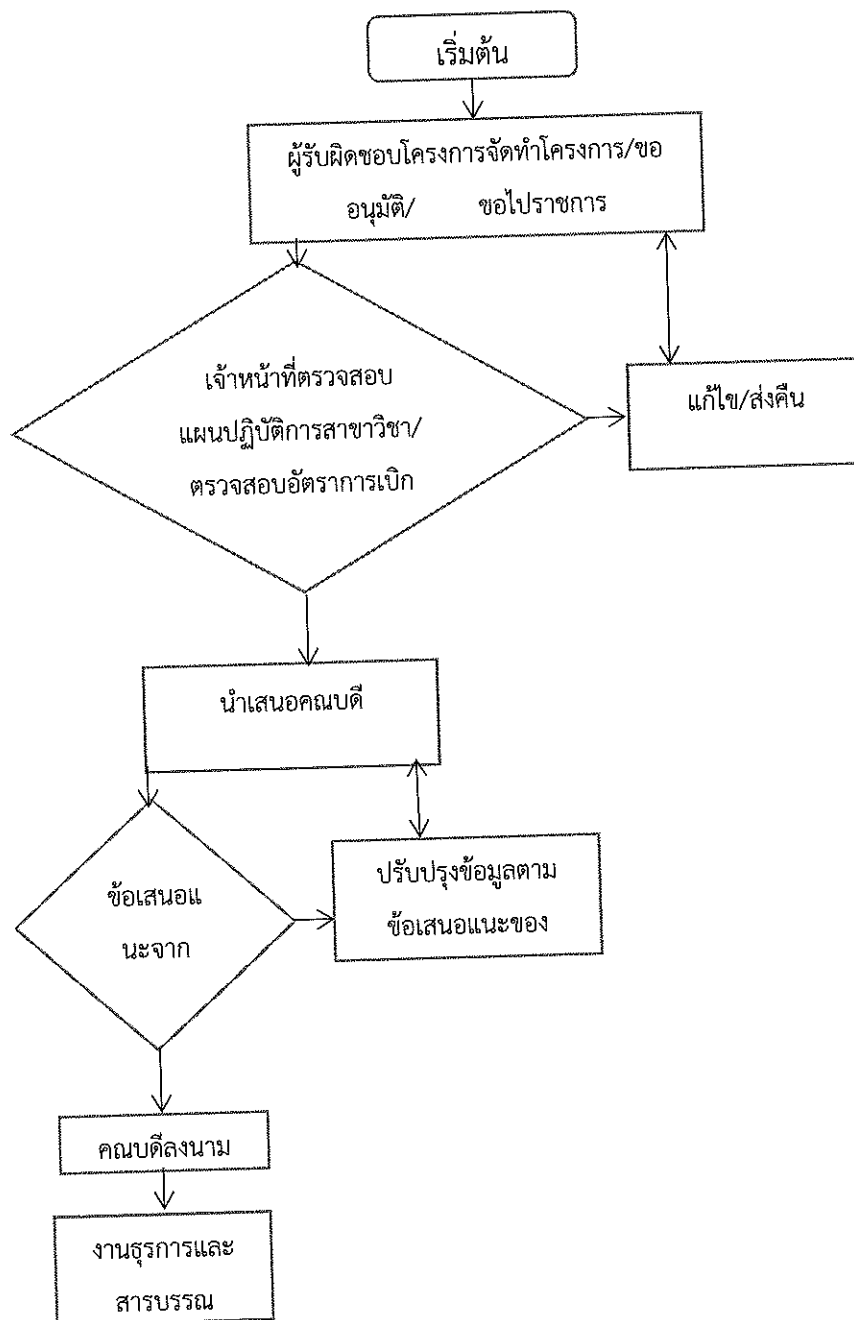 เริ่มต้น
ผู้รับผิดชอบโครงการจัดทำโครงการ/ขอ
อนุมัติ/ ขอไปราชการ
เจ้าหน้าที่ตรวจสอบ
แผนปฏิบัติการสาขาวิชา/
ตรวจสอบอัตราการเบิก
แก้ไข/ส่งคืน
นำเสนอคณบดี
ข้อเสนอแ
นะจาก
ปรับปรุงข้อมูลตาม
ข้อเสนอแนะของ
คณบดีลงนาม
งานธุรการและ
สารบรรณ